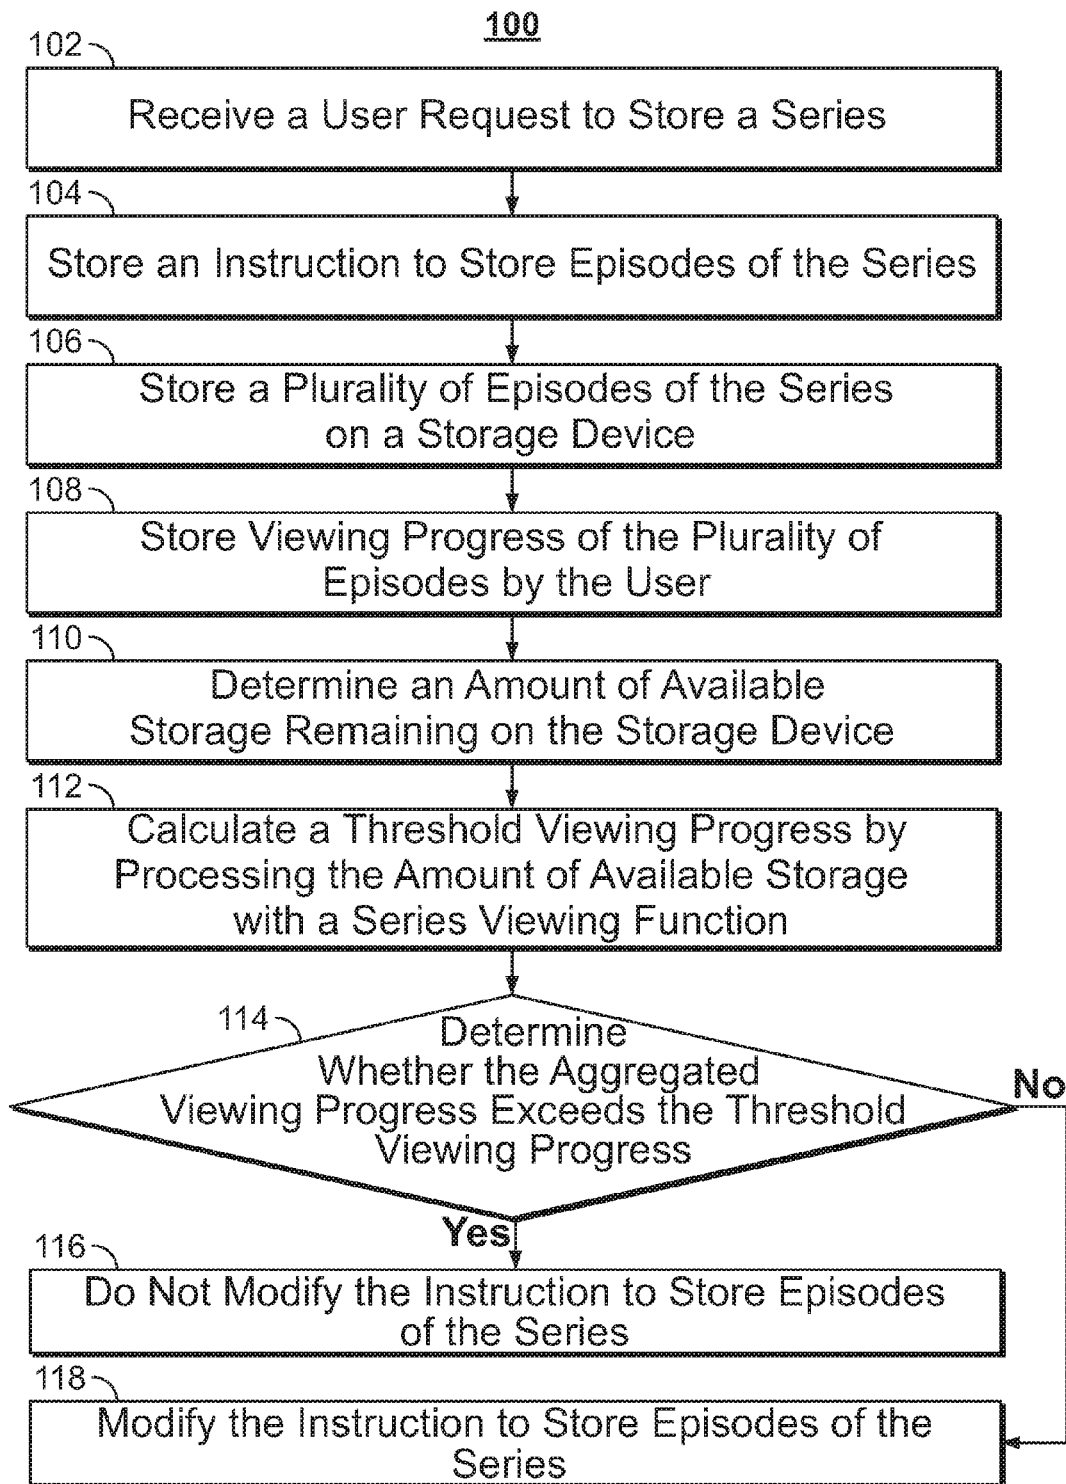 100
102
Receive a User Request to Store a Series
104
Store an Instruction to Store Episodes of the Series
106
Store a Plurality of Episodes of the Series
on a Storage Device
108
Store Viewing Progress of the Plurality of
Episodes by the User
110
Determine an Amount of Available
Storage Remaining on the Storage Device
112
Calculate a Threshold Viewing Progress by
Processing the Amount of Available Storage
with a Series Viewing Function
114
Determine
Whether the Aggregated
Viewing Progress Exceeds the Threshold
Viewing Progress
No
Yes
116
Do Not Modify the Instruction to Store Episodes
of the Series
118
Modify the Instruction to Store Episodes of the
Series